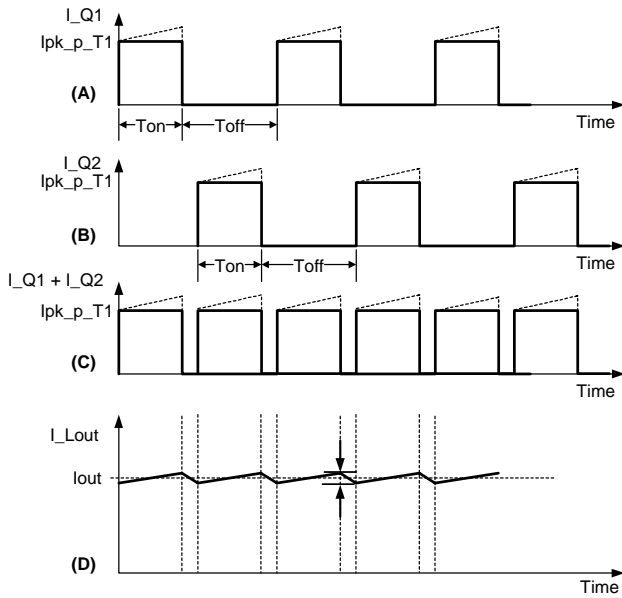 I_Q1
Ipk_p_T1
(A)
Ton
Toff
Time
I_Q2
Ipk_p_T1
(B)
Ton
Toff
Time
I_Q1 + I_Q2
Ipk_p_T1
(C)
Time
I_Lout
Iout
(D)
Time